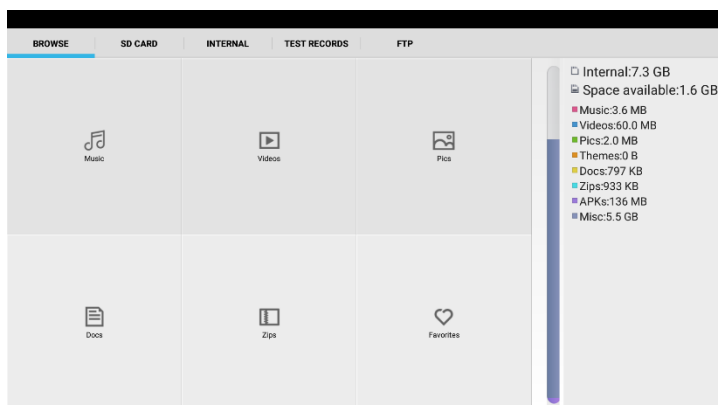 BROWSE SD CARD INTERNAL TEST RECORDS FTP
Music Videos Pics
Docs Zips Favorites
Internal:7.3 GB
Space available:1.6 GB
Music:3.6 MB
Videos:60.0 MB
Pics:2.0 MB
Themes:0 B
Docs:797 KB
Zips:933 KB
APKs:136 MB
Misc:5.5 GB